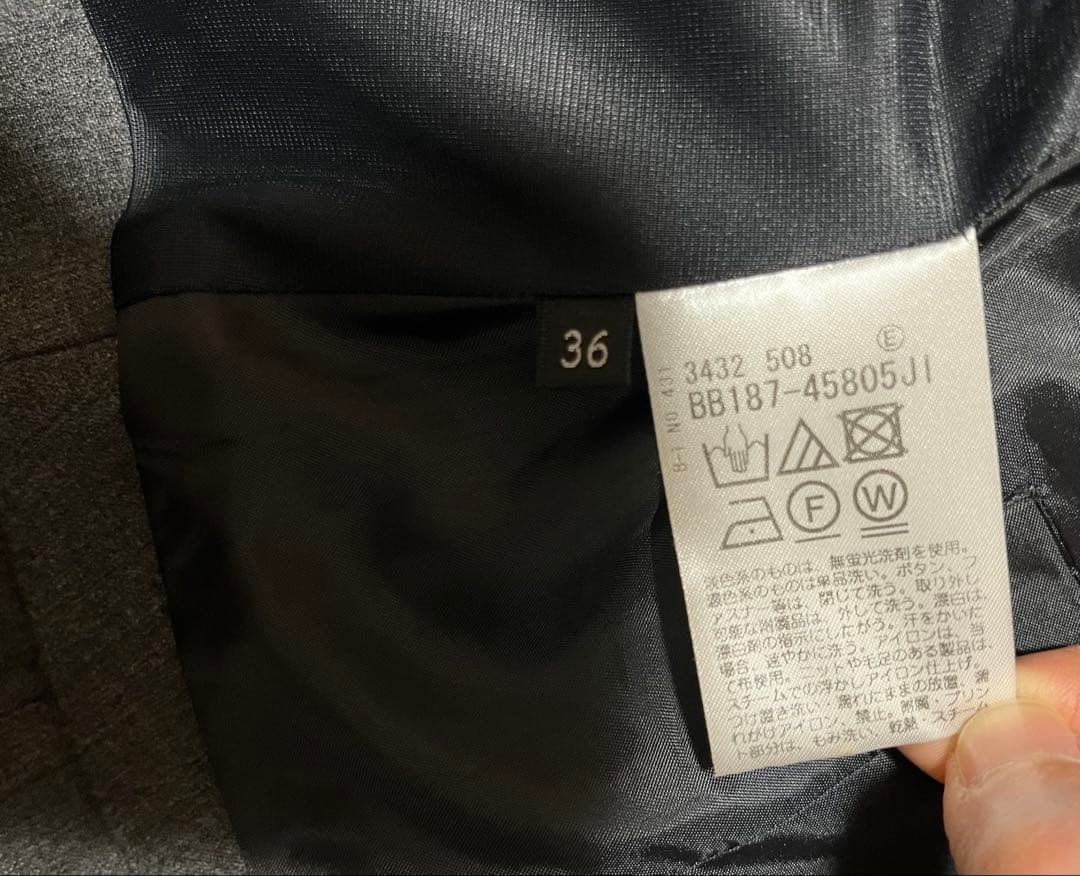 36
Ⓔ
3432 508
BB187-45805JI
B-1 NO 431
F
W
淡色系のものは、無蛍光洗剤を使用。
濃色系のものは単品洗い。ボタン、フ
ァスナー等は、閉じて洗う。取り外し
可能な附属品は、外して洗う。漂白は、
漂白剤の指示にしたがう。汗をかいた
場合、速やかに洗う。アイロンは、当
て布使用。ニットや毛足のある製品は、
スチームでの浮かしアイロン仕上げ。
つけ置き洗い・濡れたままの放置、濡
れがけアイロン、禁止。附属・プリン
ト部分は、もみ洗い、乾熱・スチーム